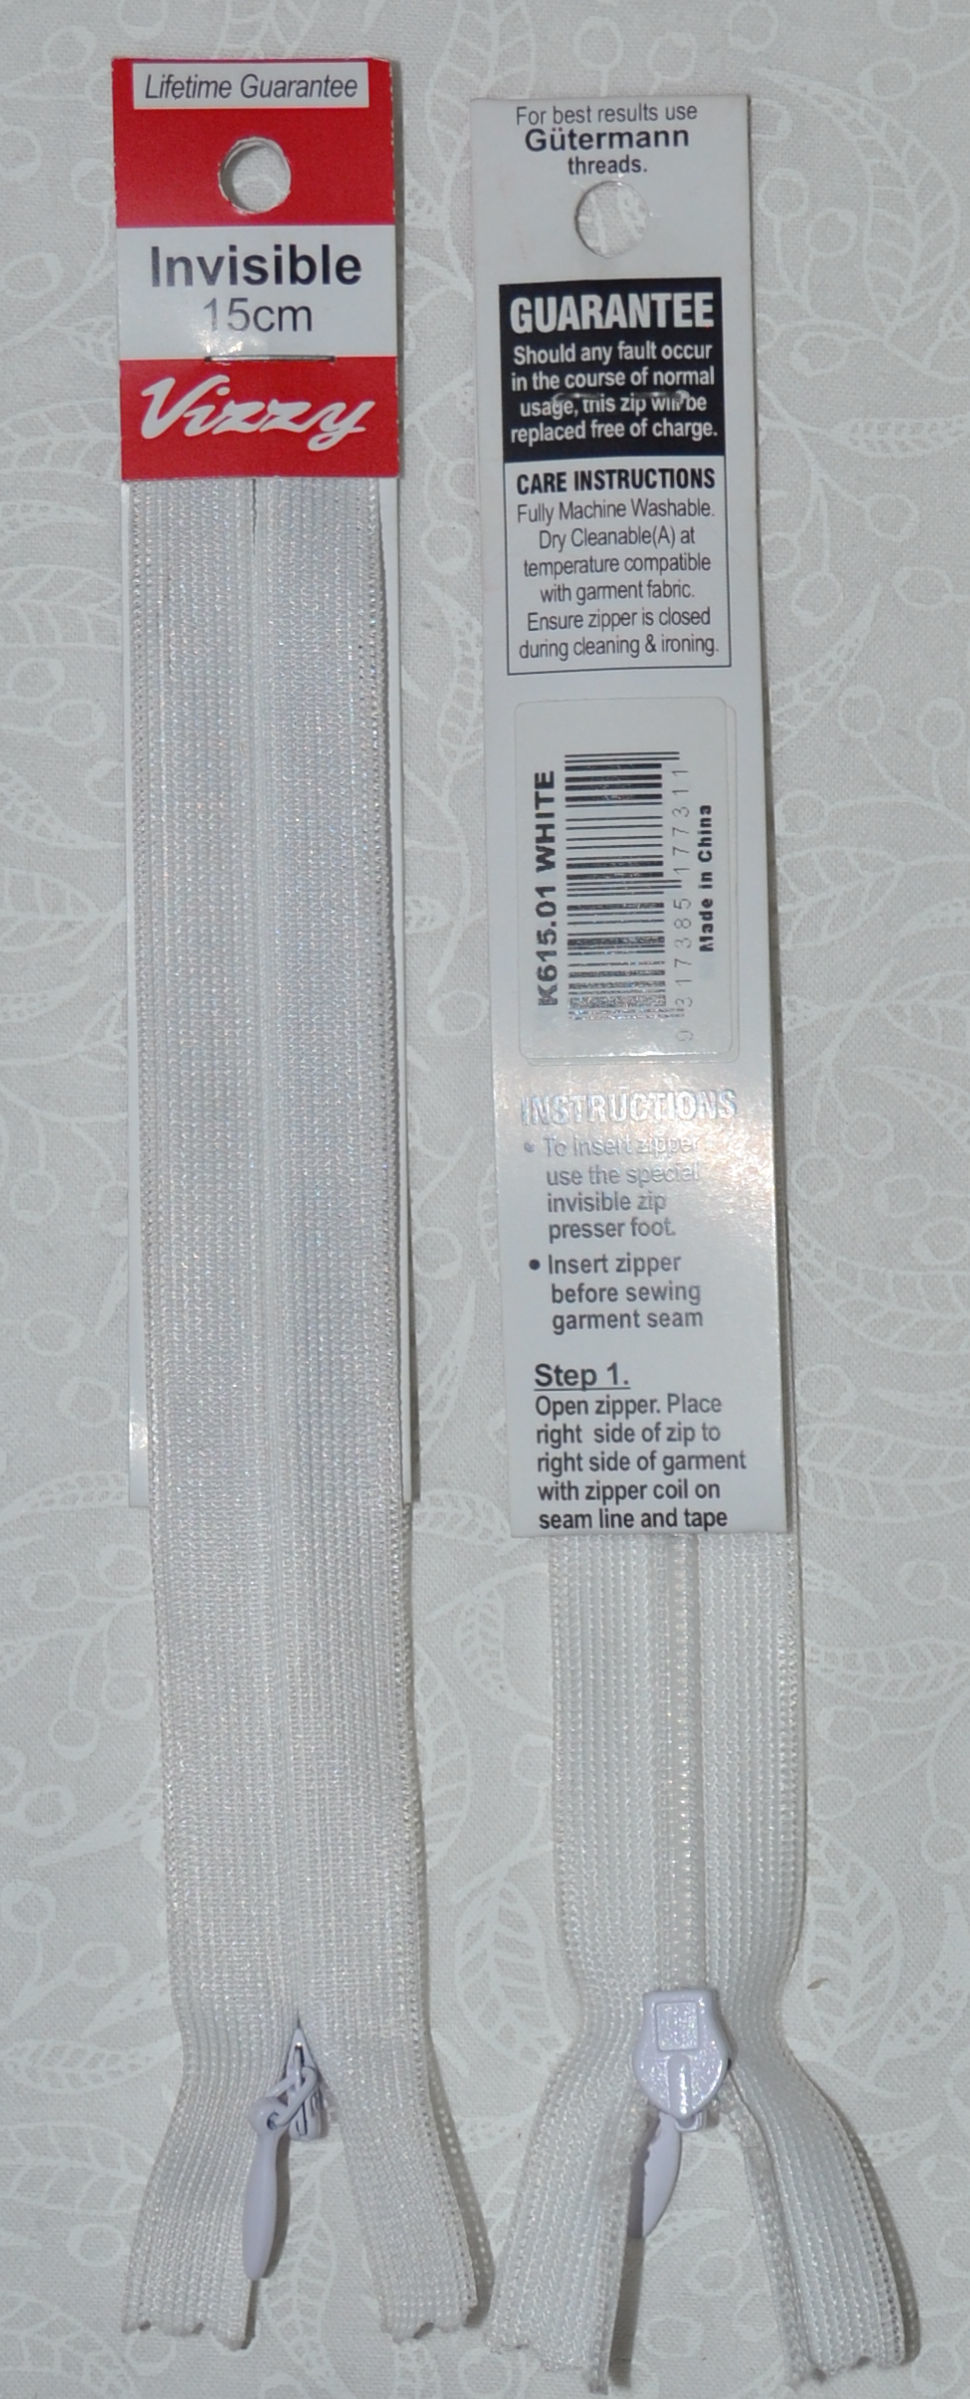 Lifetime Guarantee
Invisible
15cm
Vizzy
For best results use
Gütermann
threads.
GUARANTEE
Should any fault occur
in the course of normal
usage, this zip will be
replaced free of charge.
CARE INSTRUCTIONS
Fully Machine Washable.
Dry Cleanable(A) at
temperature compatible
with garment fabric.
Ensure zipper is closed
during cleaning & ironing.
K615.01 WHITE
9 317385 177311
Made in China
INSTRUCTIONS
• To insert zipper
use the special
invisible zip
presser foot.
• Insert zipper
before sewing
garment seam
Step 1.
Open zipper. Place
right side of zip to
right side of garment
with zipper coil on
seam line and tape